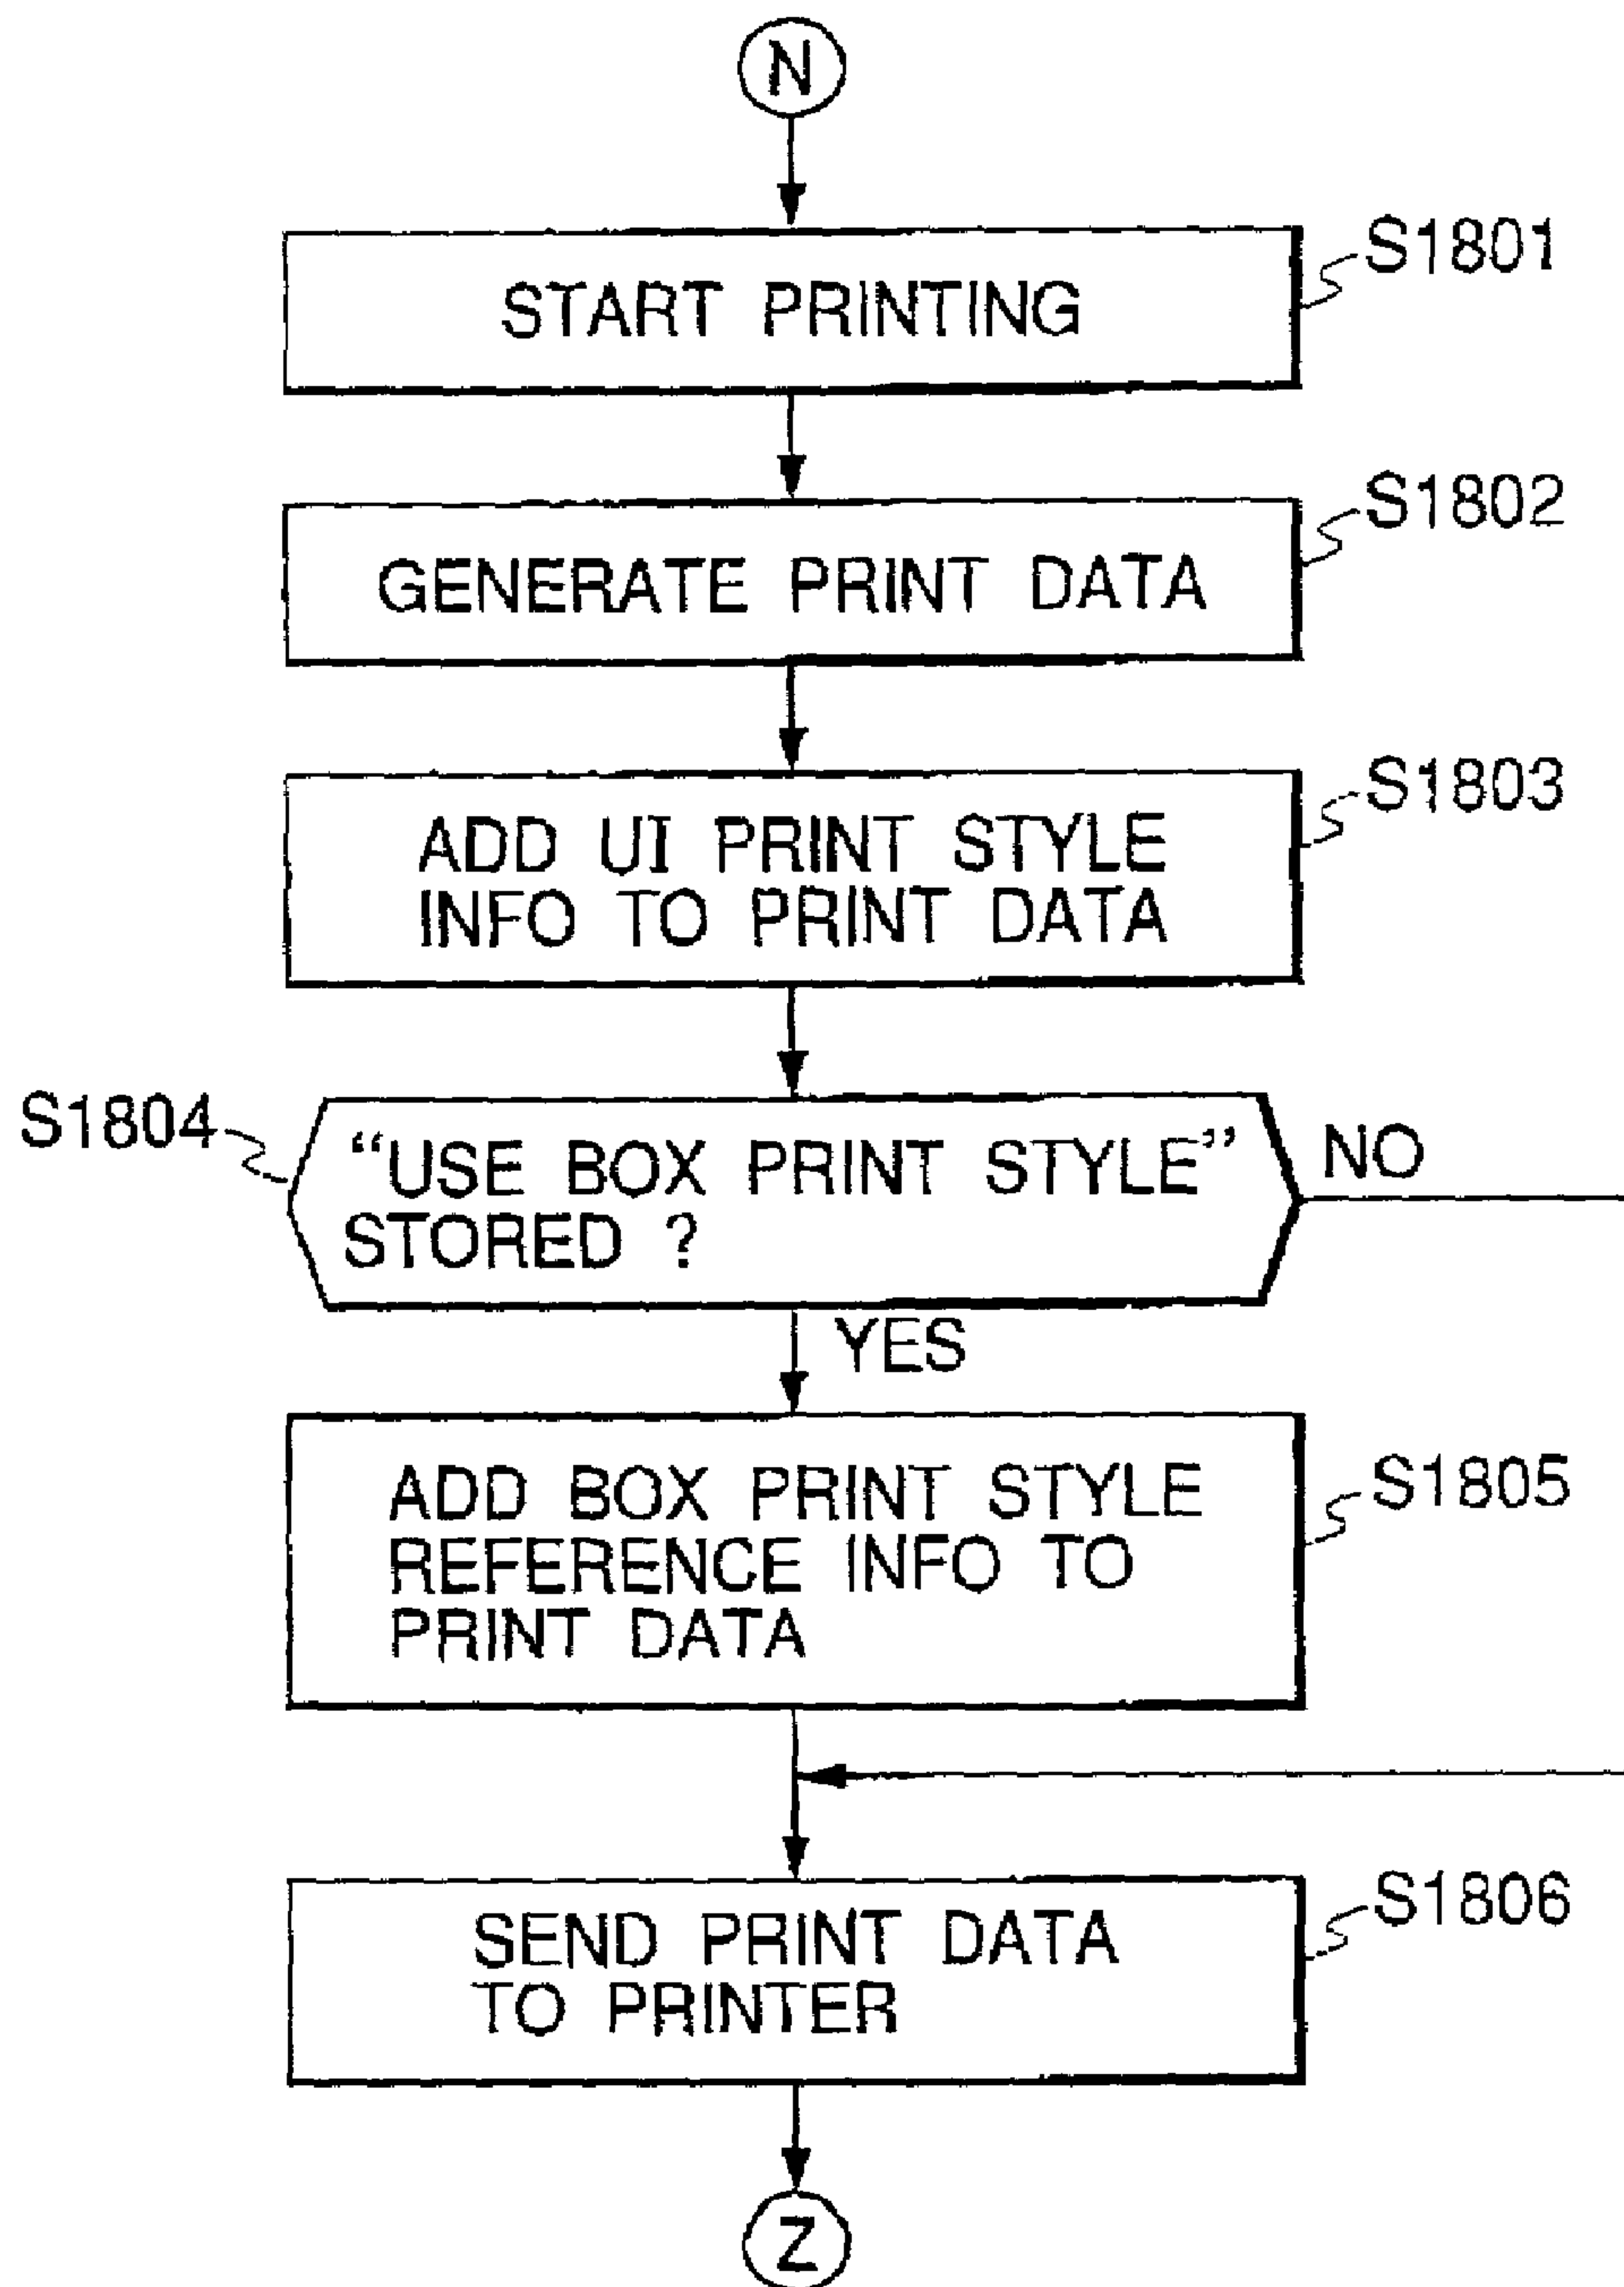 N
START PRINTING
S1801
GENERATE PRINT DATA
S1802
ADD UI PRINT STYLE
INFO TO PRINT DATA
S1803
S1804
“USE BOX PRINT STYLE”
STORED ?
NO
YES
ADD BOX PRINT STYLE
REFERENCE INFO TO
PRINT DATA
S1805
SEND PRINT DATA
TO PRINTER
S1806
Z